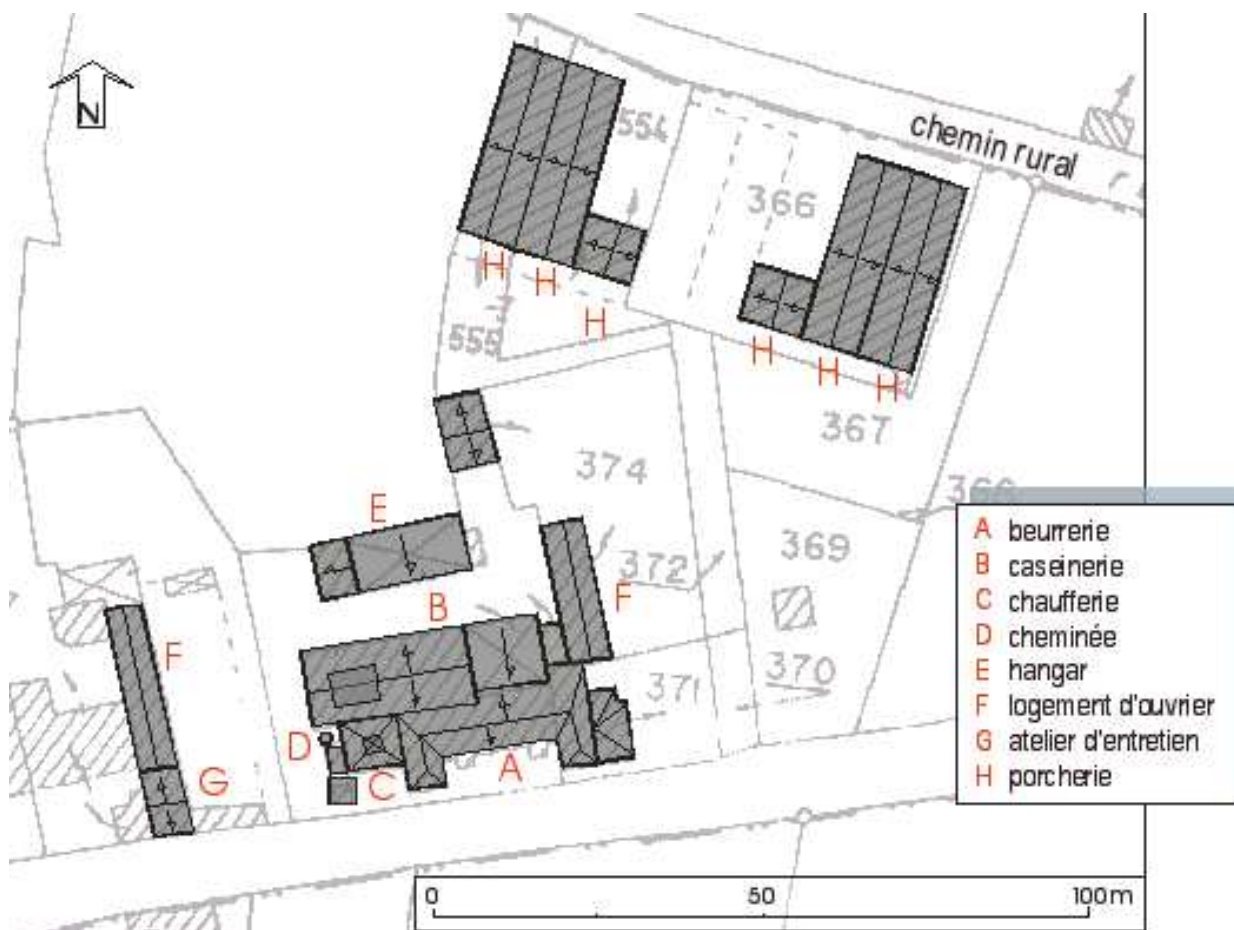 N
chemin rural
554
366
H
H
H
555
H
H
H
367
374
366
E
369
372
B
F
F
370
371
D
G
C
A
A beurrerie
B caseinerie
C chaufferie
D cheminée
E hangar
F logement d'ouvrier
G atelier d'entretien
H porcherie
0 50 100m